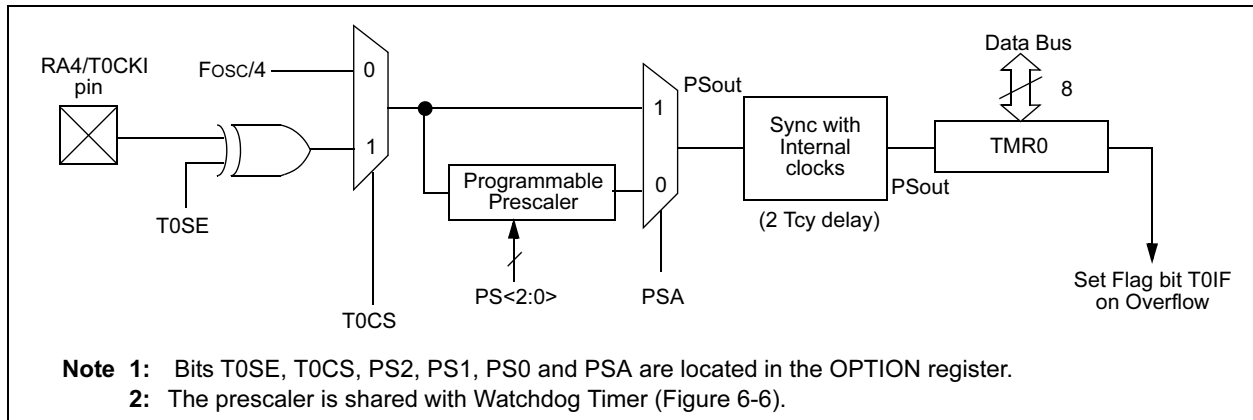 Data Bus
RA4/T0CKI
pin
FOSC/4
0
8
PSout
1
1
Sync with
Internal
clocks
TMR0
Programmable
Prescaler
0
PSout
T0SE
(2 Tcy delay)
PS<2:0>
PSA
Set Flag bit T0IF
on Overflow
T0CS
Note 1: Bits T0SE, T0CS, PS2, PS1, PS0 and PSA are located in the OPTION register.
2: The prescaler is shared with Watchdog Timer (Figure 6-6).